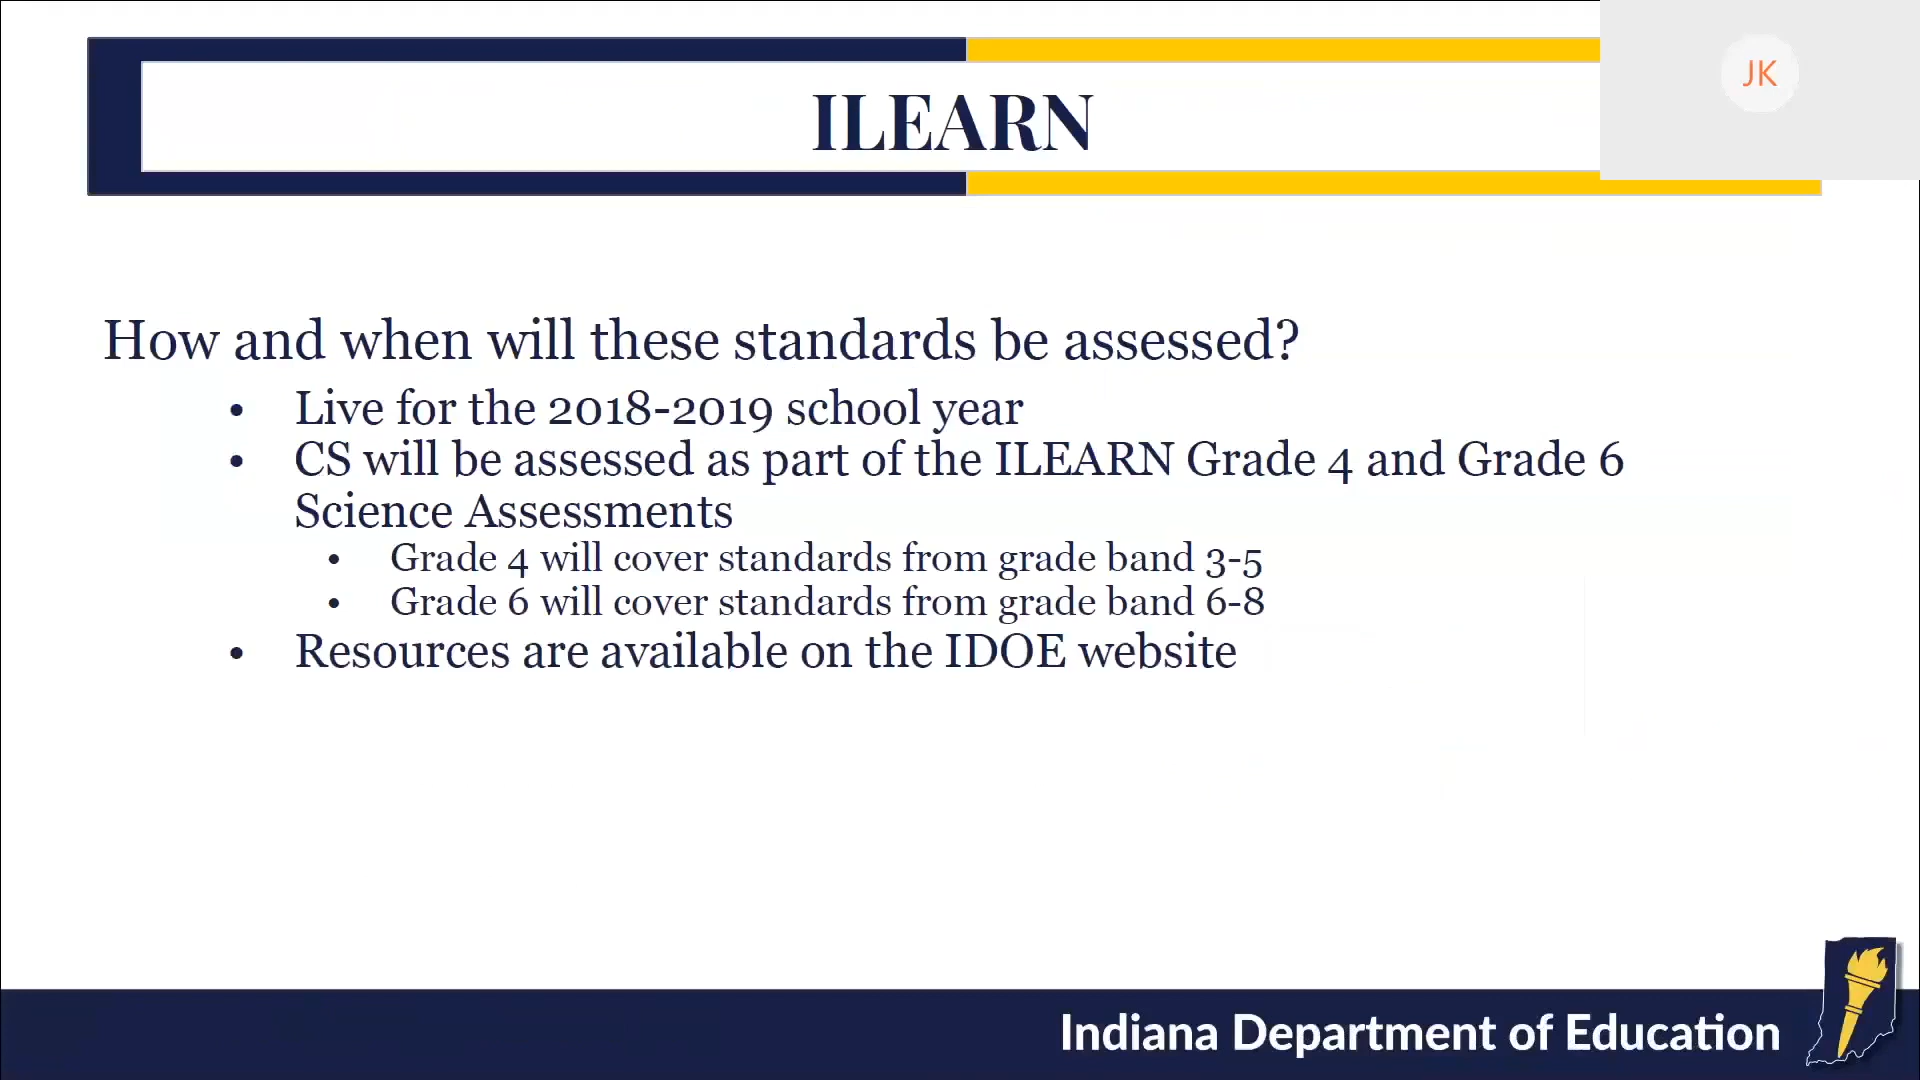 ILEARN
JK
How and when will these standards be assessed?
• Live for the 2018-2019 school year
• CS will be assessed as part of the ILEARN Grade 4 and Grade 6
Science Assessments
• Grade 4 will cover standards from grade band 3-5
• Grade 6 will cover standards from grade band 6-8
• Resources are available on the IDOE website
Indiana Department of Education